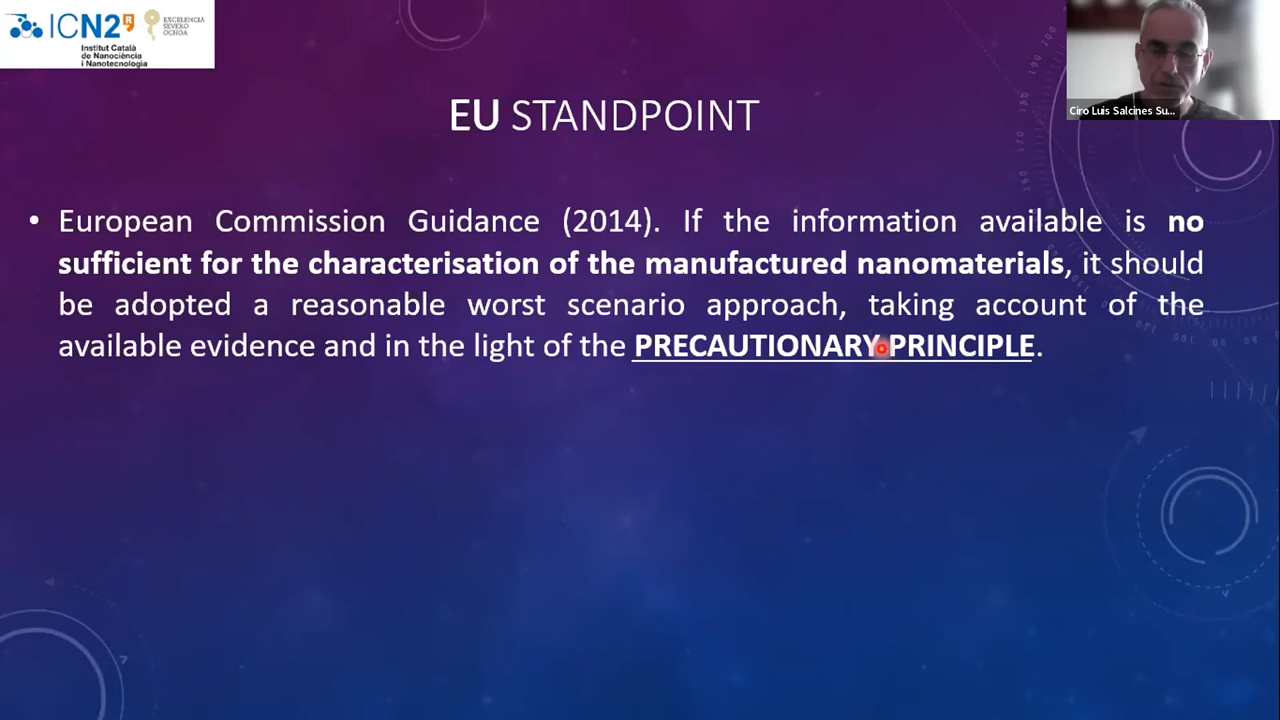 ICN2
EXCELENCIA
SEVERO
OCHOA
Institut Català
de Nanociència
i Nanotecnologia
Ciro Luis Salcines Su...
EU STANDPOINT
• European Commission Guidance (2014). If the information available is no
sufficient for the characterisation of the manufactured nanomaterials, it should
be adopted a reasonable worst scenario approach, taking account of the
available evidence and in the light of the PRECAUTIONARY PRINCIPLE.